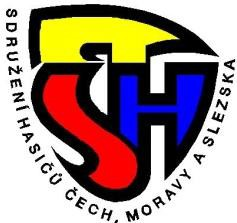 SH
SDRUŽENÍ HASIČŮ ČECH, MORAVY A SLEZSKA